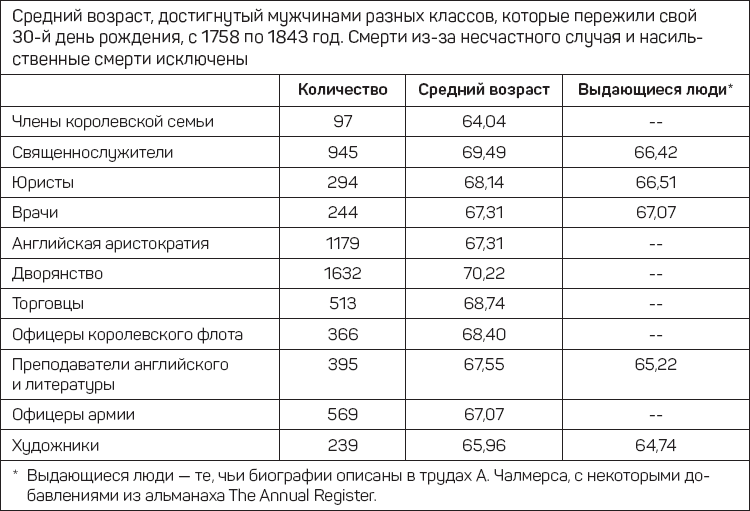 Средний возраст, достигнутый мужчинами разных классов, которые пережили свой
30-й день рождения, с 1758 по 1843 год. Смерти из-за несчастного случая и насиль-
ственные смерти исключены
Количество Средний возраст Выдающиеся люди*
Члены королевской семьи 97 64,04 --
Священнослужители 945 69,49 66,42
Юристы 294 68,14 66,51
Врачи 244 67,31 67,07
Английская аристократия 1179 67,31 --
Дворянство 1632 70,22 --
Торговцы 513 68,74 --
Офицеры королевского флота 366 68,40 --
Преподаватели английского 395 67,55 65,22
и литературы
Офицеры армии 569 67,07 --
Художники 239 65,96 64,74
* Выдающиеся люди — те, чьи биографии описаны в трудах А. Чалмерса, с некоторыми до-
бавлениями из альманаха The Annual Register.